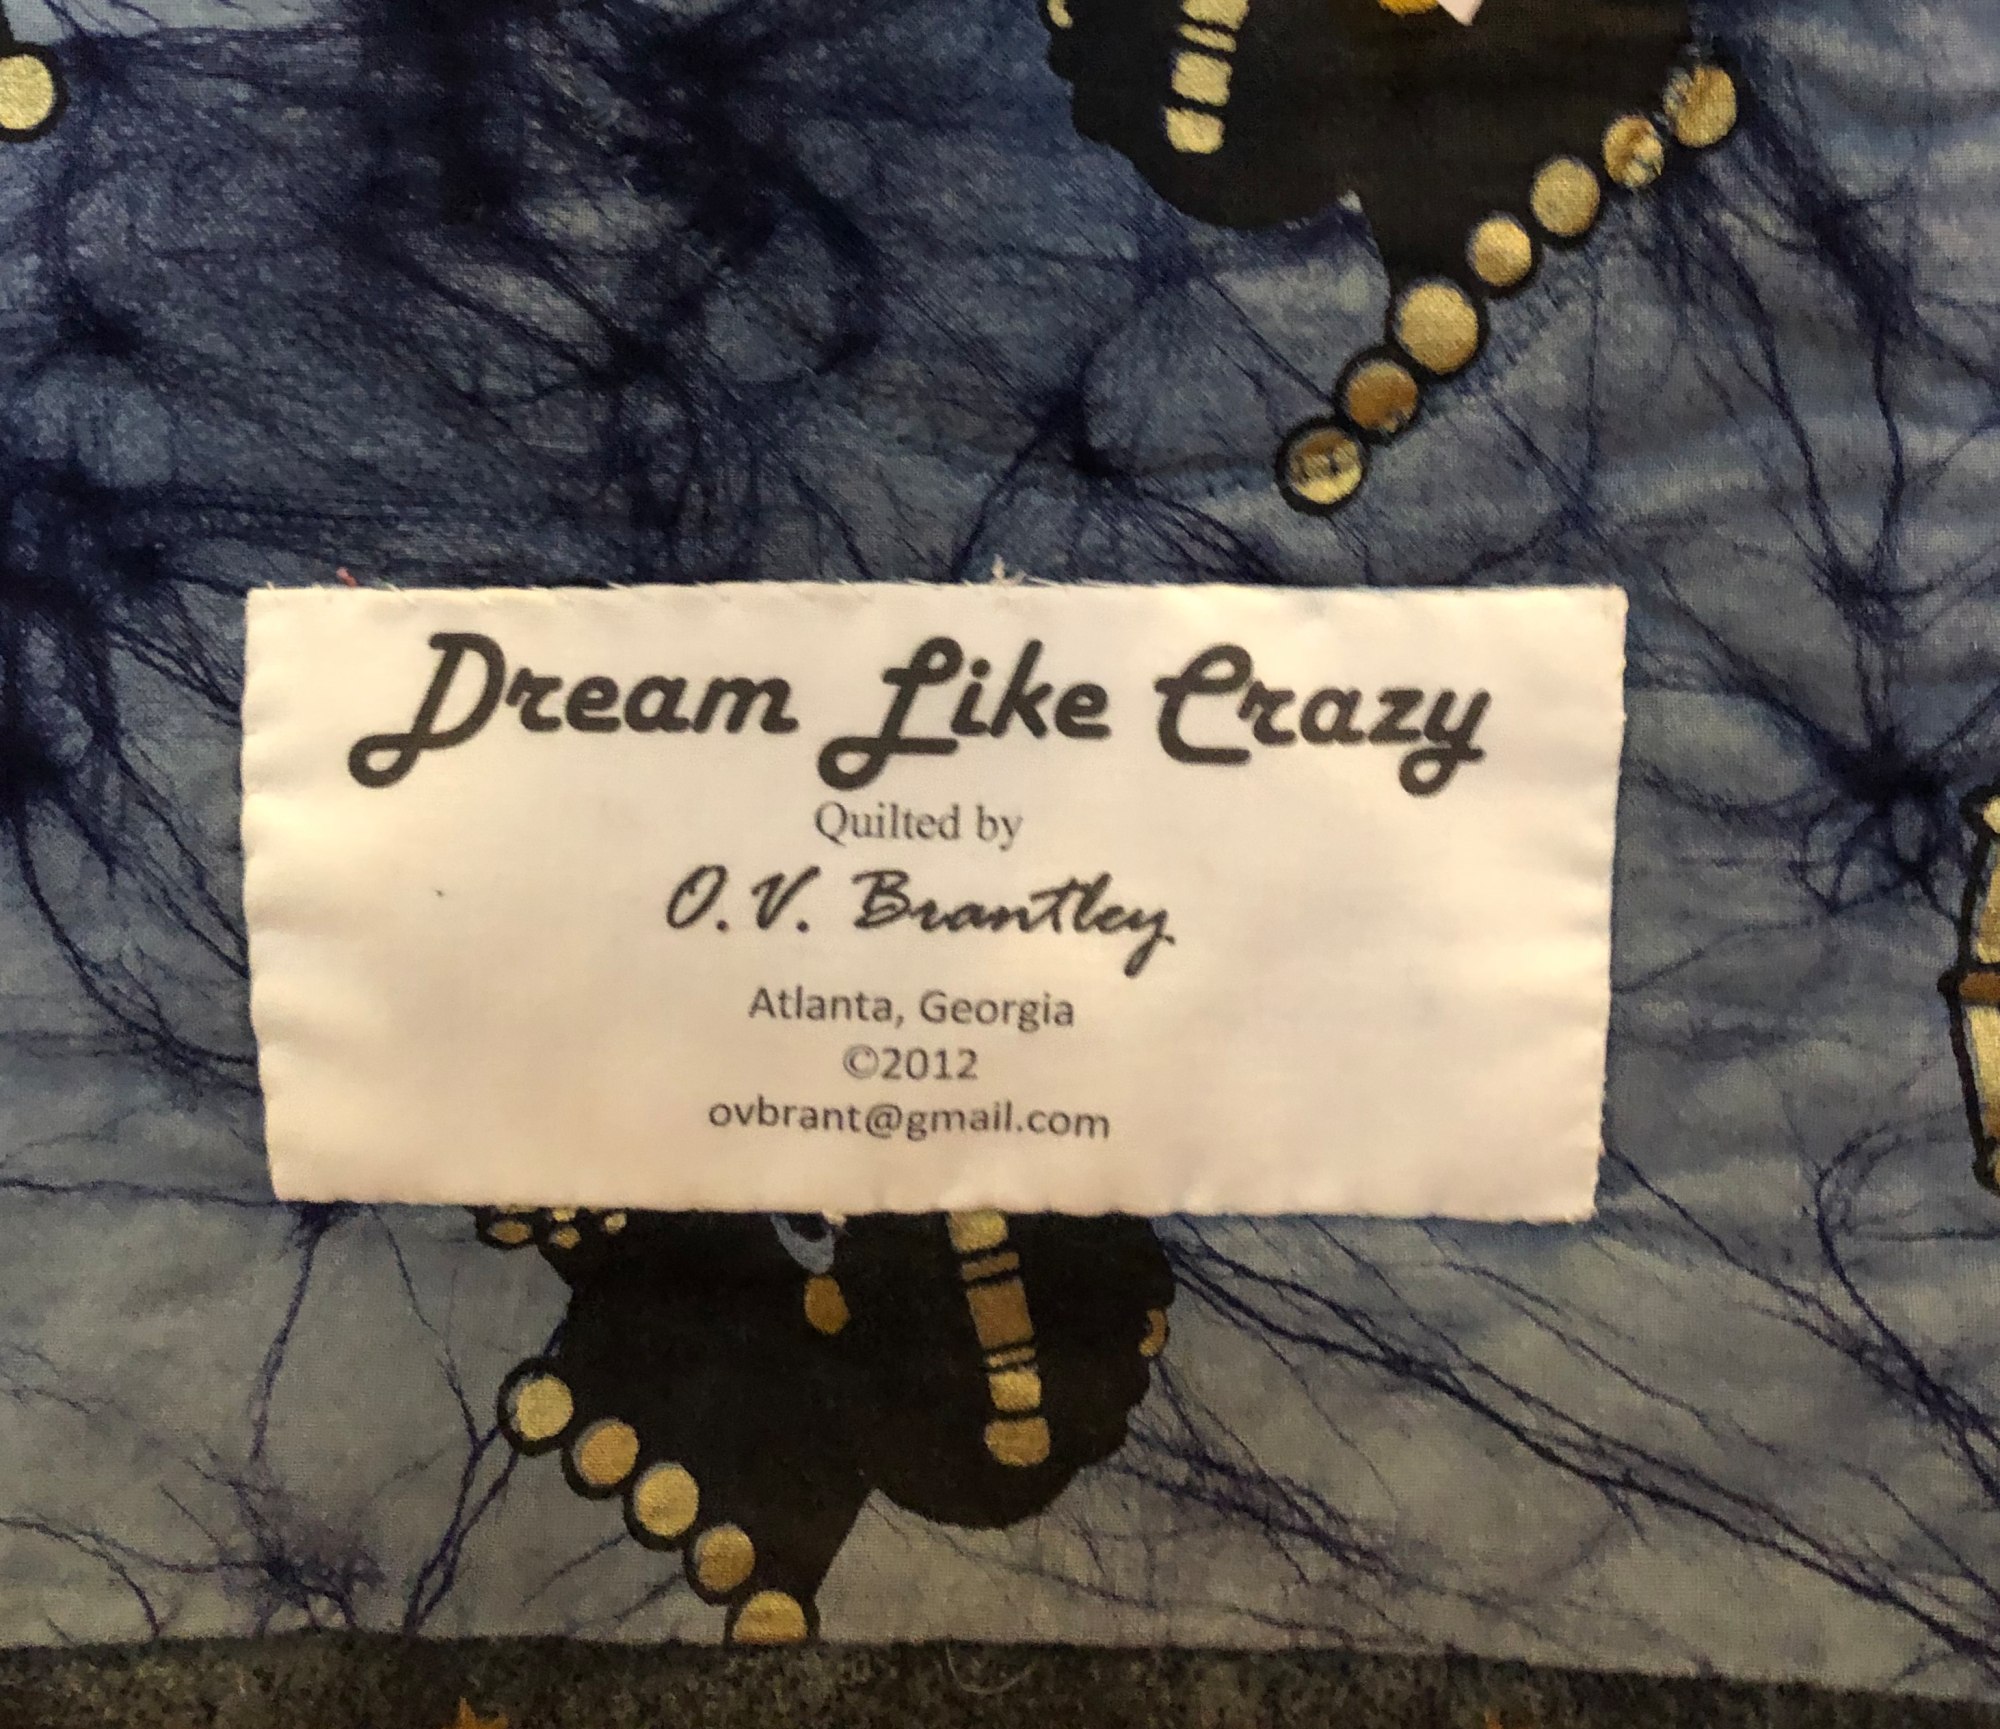 Dream Like Crazy
Quilted by
O. V. Brantley
Atlanta, Georgia
©2012
ovbrant@gmail.com